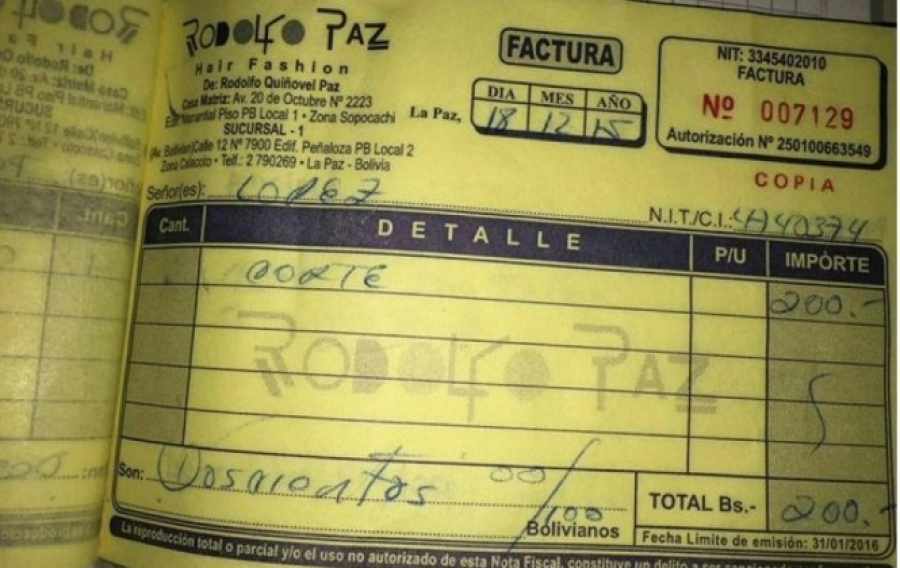 RODOLFO PAZ
Hair Fashion
De: Rodolfo Quiñovel Paz
Casa Matriz: Av. 20 de Octubre Nº 2223
Edif. Piso PB Local 1 • Zona Sopocachi
SUCURSAL - 1
(Av. Balivian)Calle 12 Nº 7900 Edif. Peñaloza PB Local 2
Zona Calacoto • Telf.: 2 790269 • La Paz - Bolivia
FACTURA
La Paz,
DIA MES AÑO
18 12 15
NIT: 3345402010
FACTURA
Nº 007129
Autorización Nº 250100663549
COPIA
Señor(es): LOPEZ
N.I.T./C.I.:
Cant. DETALLE P/U IMPORTE
CORTE 200.-
RODOLFO PAZ
Son: Doscientos 00/100 Bolivianos
TOTAL Bs.- 200.-
Fecha Límite de emisión: 31/01/2016
La reproducción total o parcial y/o el uso no autorizado de esta Nota Fiscal, constituye un delito a ser